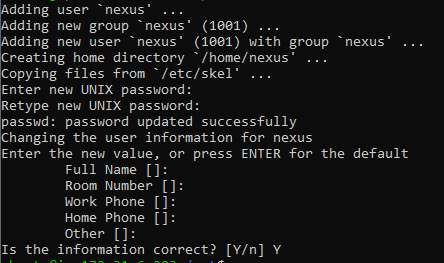 Adding user `nexus' ...
Adding new group `nexus' (1001) ...
Adding new user `nexus' (1001) with group `nexus' ...
Creating home directory `/home/nexus' ...
Copying files from `/etc/skel' ...
Enter new UNIX password:
Retype new UNIX password:
passwd: password updated successfully
Changing the user information for nexus
Enter the new value, or press ENTER for the default
Full Name []:
Room Number []:
Work Phone []:
Home Phone []:
Other []:
Is the information correct? [Y/n] Y